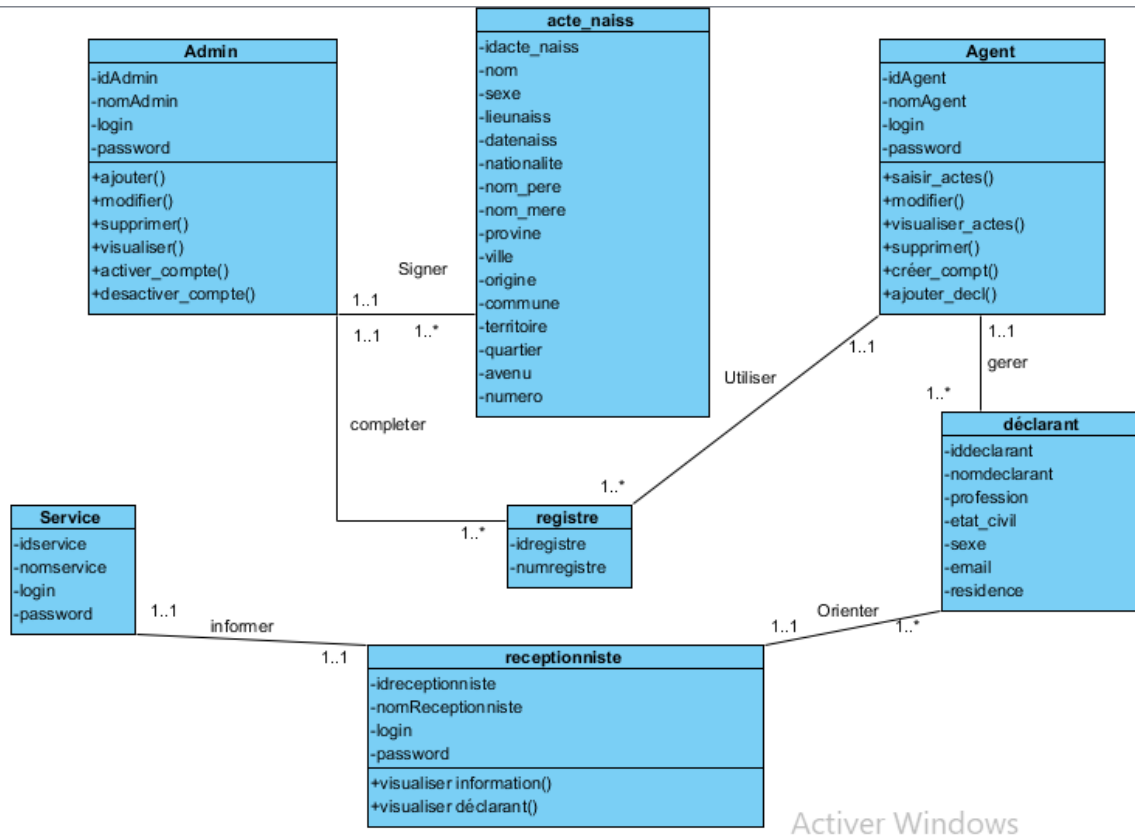 acte_naiss
-idacte_naiss
-nom
-sexe
-lieunaiss
-datenaiss
-nationalite
-nom_pere
-nom_mere
-provine
-ville
-origine
-commune
-territoire
-quartier
-avenu
-numero
Admin
-idAdmin
-nomAdmin
-login
-password
+ajouter()
+modifier()
+supprimer()
+visualiser()
+activer_compte()
+desactiver_compte()
Agent
-idAgent
-nomAgent
-login
-password
+saisir_actes()
+modifier()
+visualiser_actes()
+supprimer()
+créer_compt()
+ajouter_decl()
Signer
1..1
1..*
1..1
completer
1..*
Utiliser
1..1
1..*
1..1
gerer
1..*
déclarant
-iddeclarant
-nomdeclarant
-profession
-etat_civil
-sexe
-email
-residence
Service
-idservice
-nomservice
-login
-password
registre
-idregistre
-numregistre
1..1
informer
1..1
Orienter
1..1
1..*
receptionniste
-idreceptionniste
-nomReceptionniste
-login
-password
+visualiser information()
+visualiser déclarant()
Activer Windows